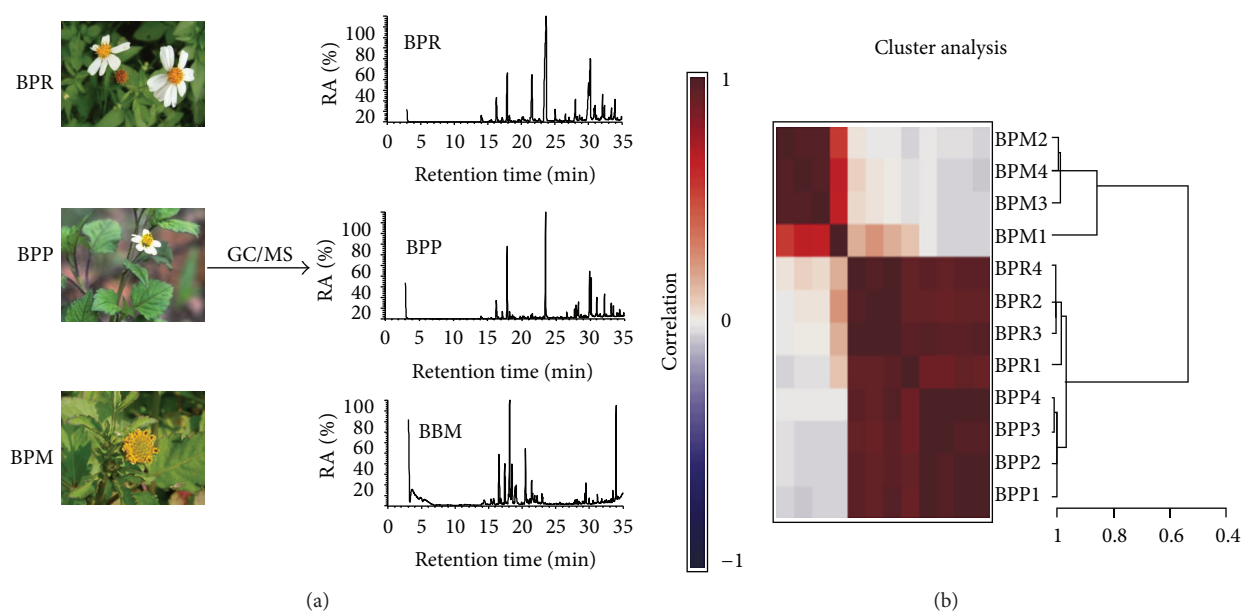 BPR
RA (%)
100
80
60
40
20
BPR
0 5 10 15 20 25 30 35
Retention time (min)
BPP
GC/MS
RA (%)
100
80
60
40
20
BPP
0 5 10 15 20 25 30 35
Retention time (min)
BPM
RA (%)
100
80
60
40
20
BBM
0 5 10 15 20 25 30 35
Retention time (min)
(a)
Cluster analysis
Correlation
1
0
−1
BPM2
BPM4
BPM3
BPM1
BPR4
BPR2
BPR3
BPR1
BPP4
BPP3
BPP2
BPP1
1 0.8 0.6 0.4
(b)